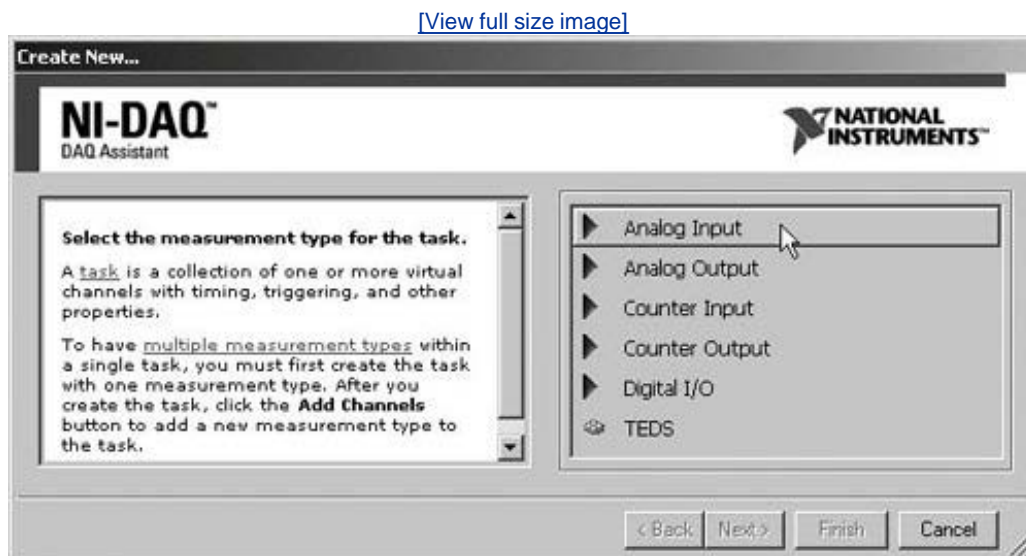 [View full size image]
Create New...
NI-DAQ™
DAQ Assistant
NATIONAL
INSTRUMENTS™
Select the measurement type for the task.
A task is a collection of one or more virtual
channels with timing, triggering, and other
properties.
To have multiple measurement types within
a single task, you must first create the task
with one measurement type. After you
create the task, click the Add Channels
button to add a new measurement type to
the task.
Analog Input
Analog Output
Counter Input
Counter Output
Digital I/O
TEDS
< Back
Next >
Finish
Cancel